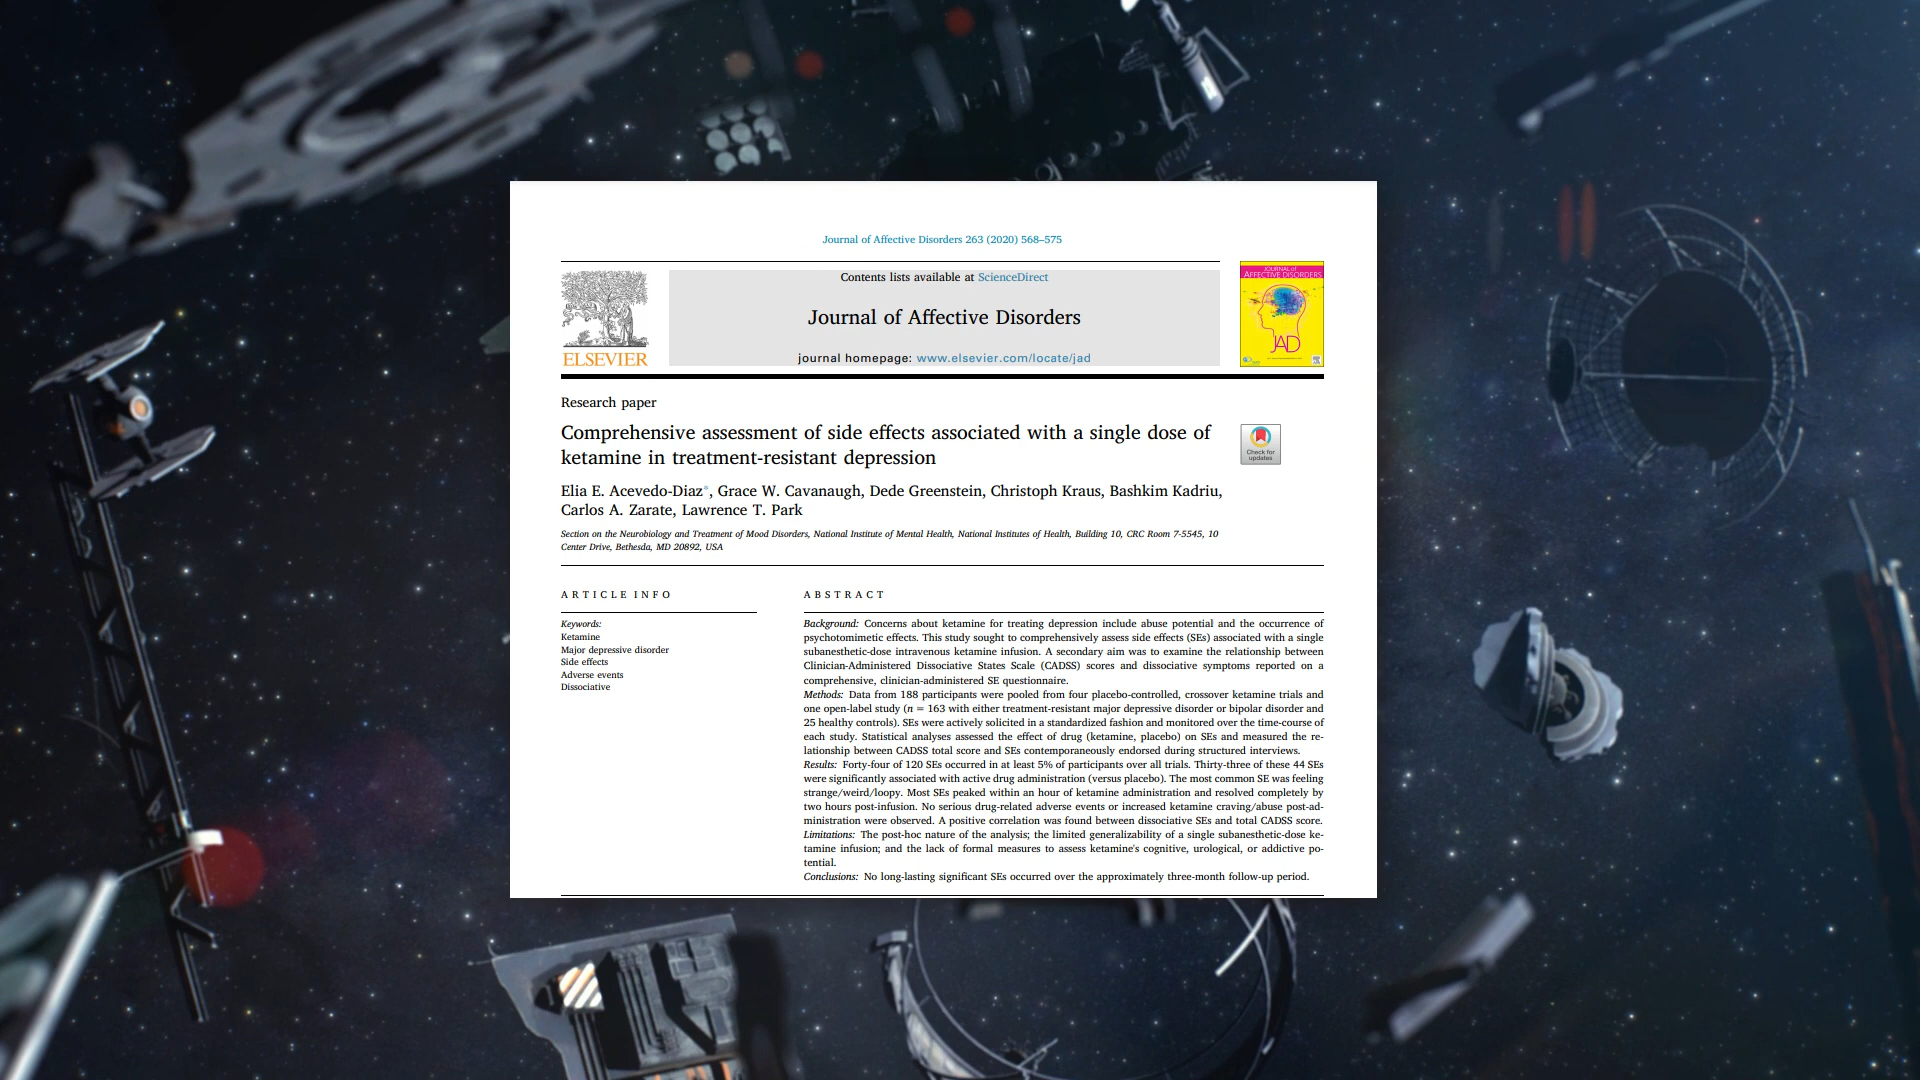 Journal of Affective Disorders 263 (2020) 568–575
Contents lists available at ScienceDirect
Journal of Affective Disorders
journal homepage: www.elsevier.com/locate/jad
ELSEVIER
JOURNAL of
AFFECTIVE DISORDERS
JAD
Research paper
Comprehensive assessment of side effects associated with a single dose of
ketamine in treatment-resistant depression
Check for
updates
Elia E. Acevedo-Diaz*, Grace W. Cavanaugh, Dede Greenstein, Christoph Kraus, Bashkim Kadriu,
Carlos A. Zarate, Lawrence T. Park
Section on the Neurobiology and Treatment of Mood Disorders, National Institute of Mental Health, National Institutes of Health, Building 10, CRC Room 7-5545, 10
Center Drive, Bethesda, MD 20892, USA
ARTICLE INFO
Keywords:
Ketamine
Major depressive disorder
Side effects
Adverse events
Dissociative
ABSTRACT
Background: Concerns about ketamine for treating depression include abuse potential and the occurrence of
psychotomimetic effects. This study sought to comprehensively assess side effects (SEs) associated with a single
subanesthetic-dose intravenous ketamine infusion. A secondary aim was to examine the relationship between
Clinician-Administered Dissociative States Scale (CADSS) scores and dissociative symptoms reported on a
comprehensive, clinician-administered SE questionnaire.
Methods: Data from 188 participants were pooled from four placebo-controlled, crossover ketamine trials and
one open-label study (n = 163 with either treatment-resistant major depressive disorder or bipolar disorder and
25 healthy controls). SEs were actively solicited in a standardized fashion and monitored over the time-course of
each study. Statistical analyses assessed the effect of drug (ketamine, placebo) on SEs and measured the re-
lationship between CADSS total score and SEs contemporaneously endorsed during structured interviews.
Results: Forty-four of 120 SEs occurred in at least 5% of participants over all trials. Thirty-three of these 44 SEs
were significantly associated with active drug administration (versus placebo). The most common SE was feeling
strange/weird/loopy. Most SEs peaked within an hour of ketamine administration and resolved completely by
two hours post-infusion. No serious drug-related adverse events or increased ketamine craving/abuse post-ad-
ministration were observed. A positive correlation was found between dissociative SEs and total CADSS score.
Limitations: The post-hoc nature of the analysis; the limited generalizability of a single subanesthetic-dose ke-
tamine infusion; and the lack of formal measures to assess ketamine's cognitive, urological, or addictive po-
tential.
Conclusions: No long-lasting significant SEs occurred over the approximately three-month follow-up period.